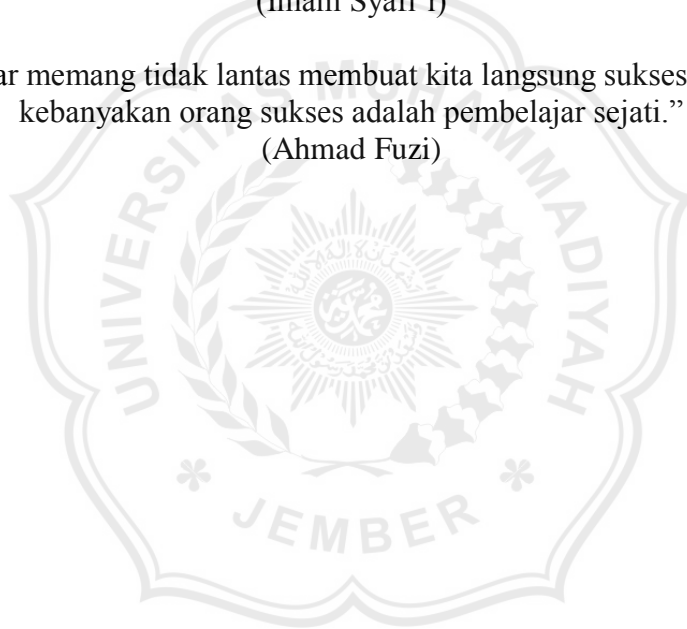 (Imam Syafi'i)
ar memang tidak lantas membuat kita langsung sukses
kebanyakan orang sukses adalah pembelajar sejati.”
(Ahmad Fuzi)
UNIVERSITAS MUHAMMADIYAH
JEMBER